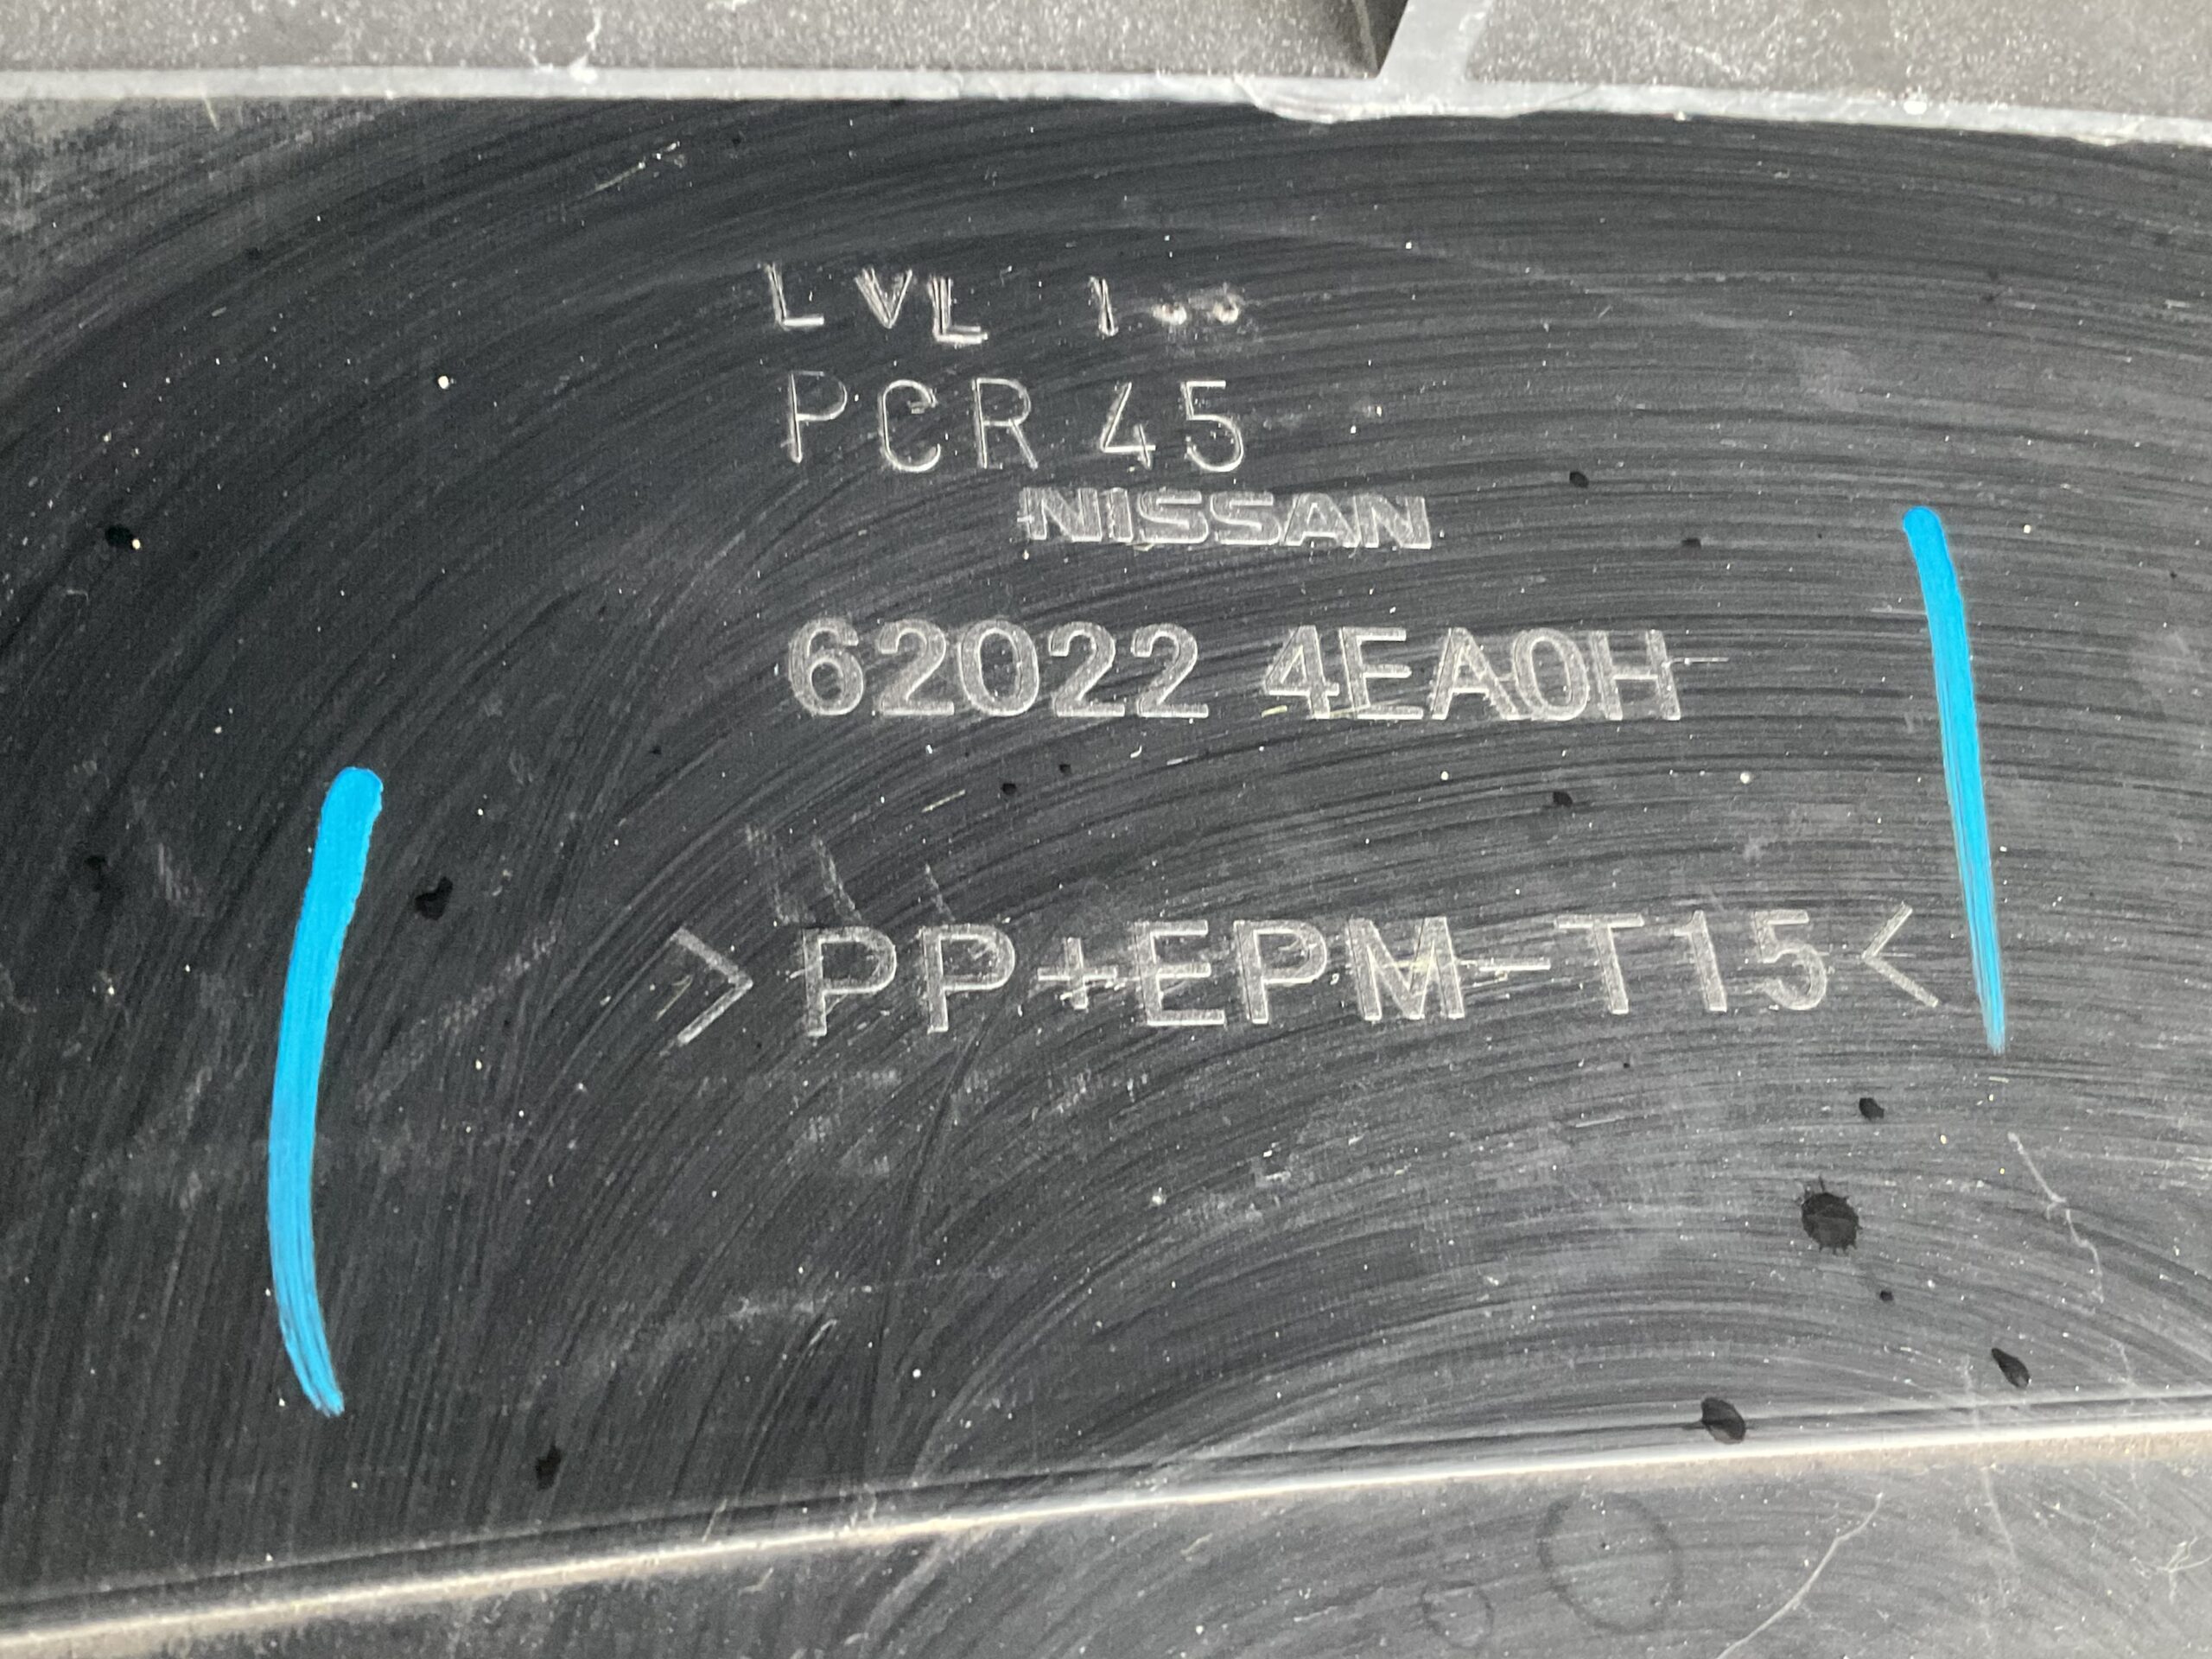 LVL 1
PCR 45
NISSAN
62022 4EA0H
>PP+EPM-T15<